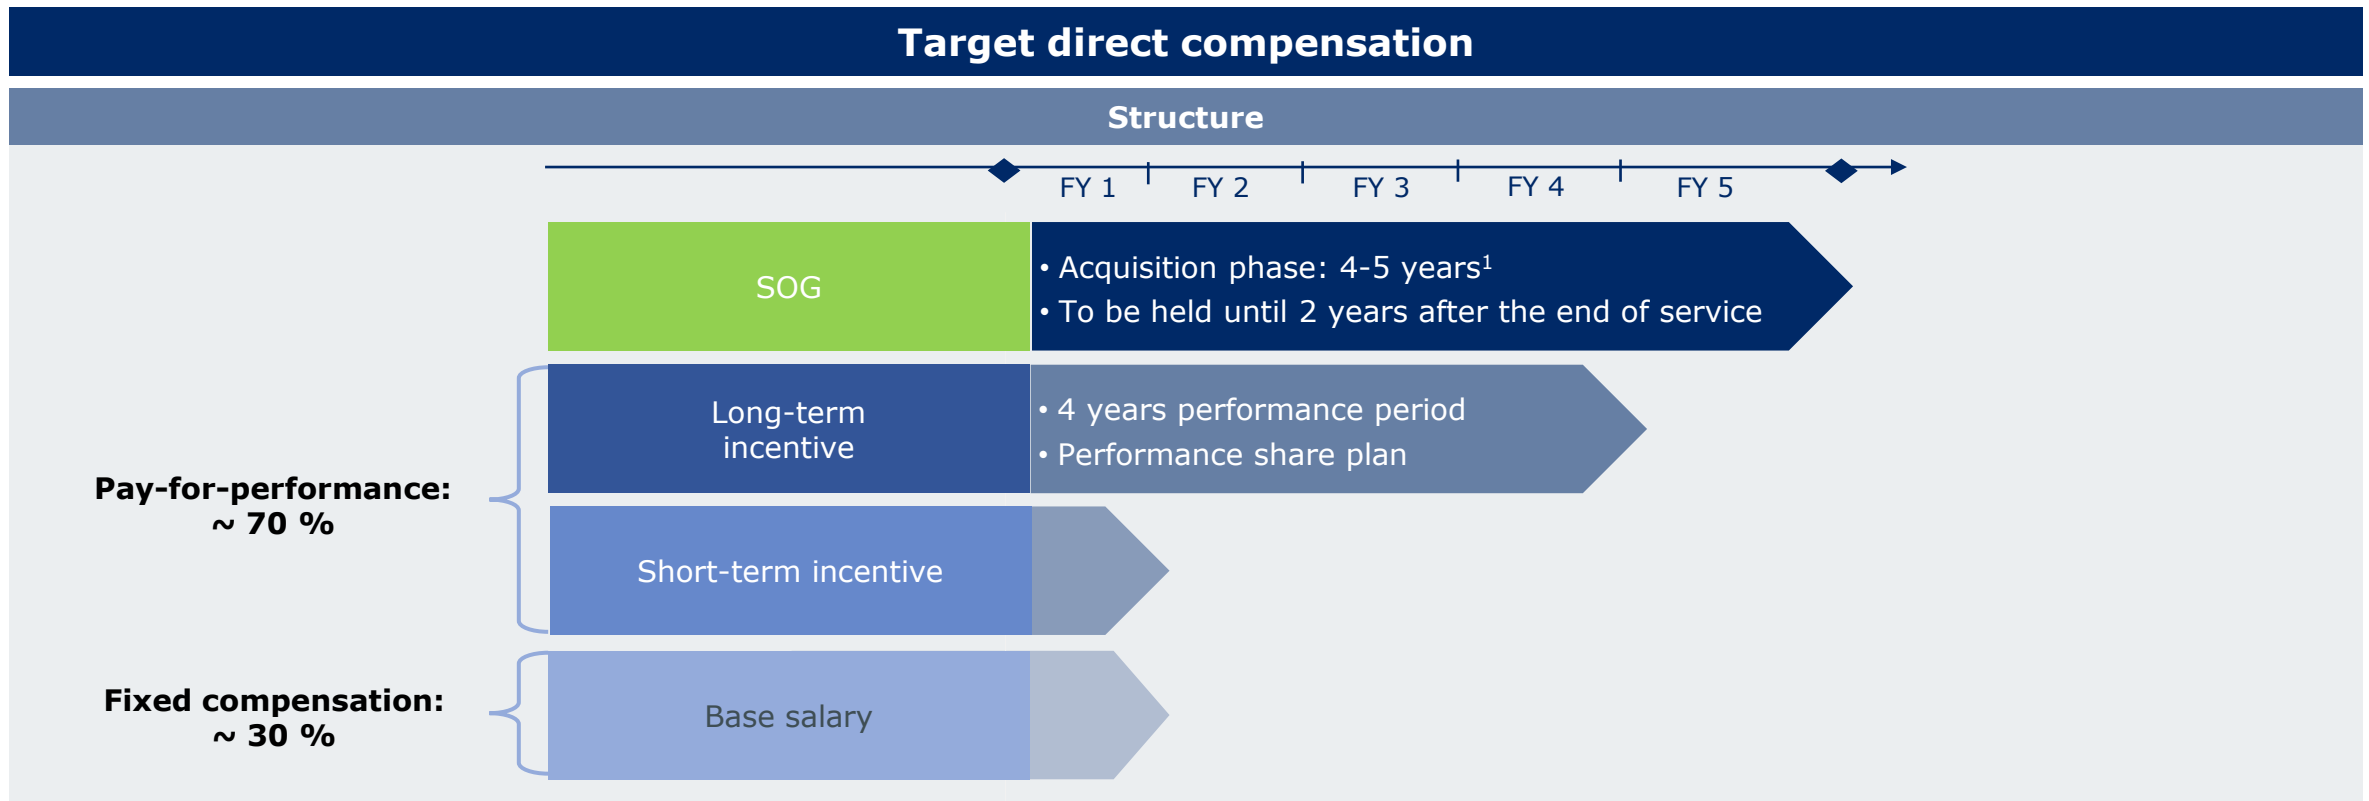 Target direct compensation
Structure
FY 1
FY 2
FY 3
FY 4
FY 5
SOG
• Acquisition phase: 4-5 years¹
• To be held until 2 years after the end of service
Long-term
incentive
• 4 years performance period
• Performance share plan
Pay-for-performance:
~ 70 %
Short-term incentive
Fixed compensation:
~ 30 %
Base salary